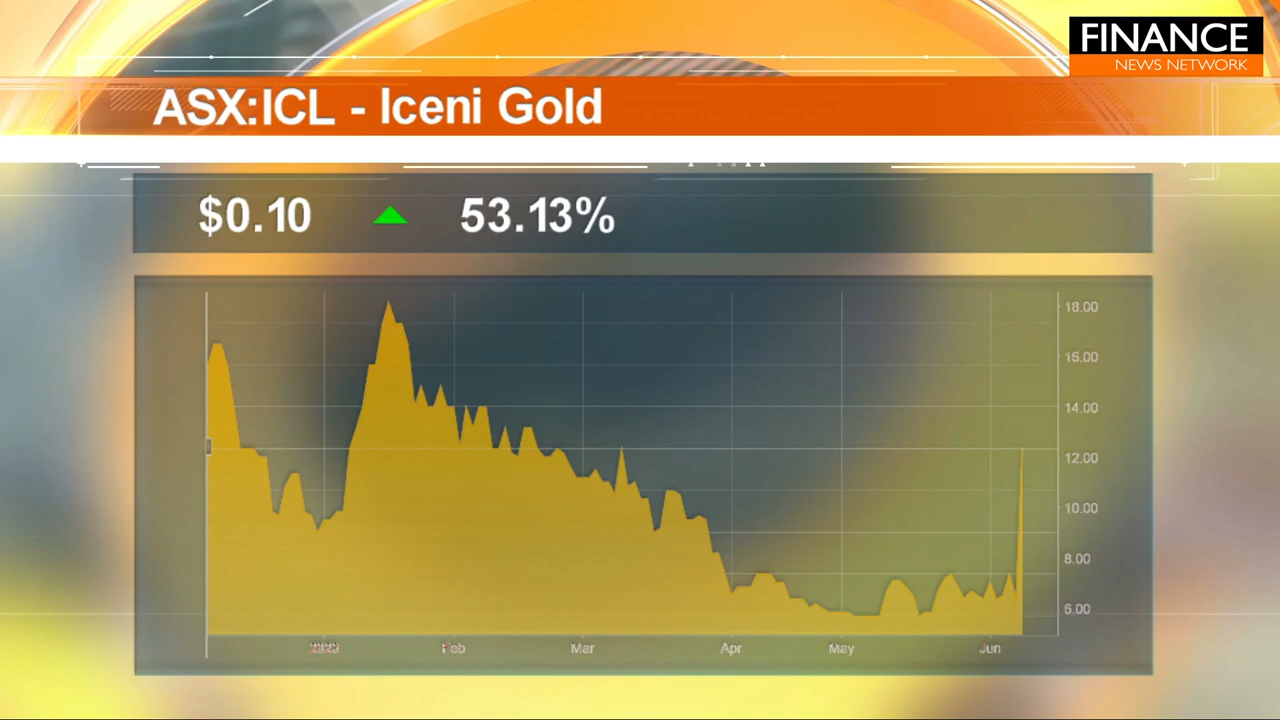 FINANCE
NEWS NETWORK
ASX:ICL - Iceni Gold
$0.10 53.13%
18.00
16.00
14.00
12.00
10.00
8.00
6.00
Feb Mar Apr May Jun